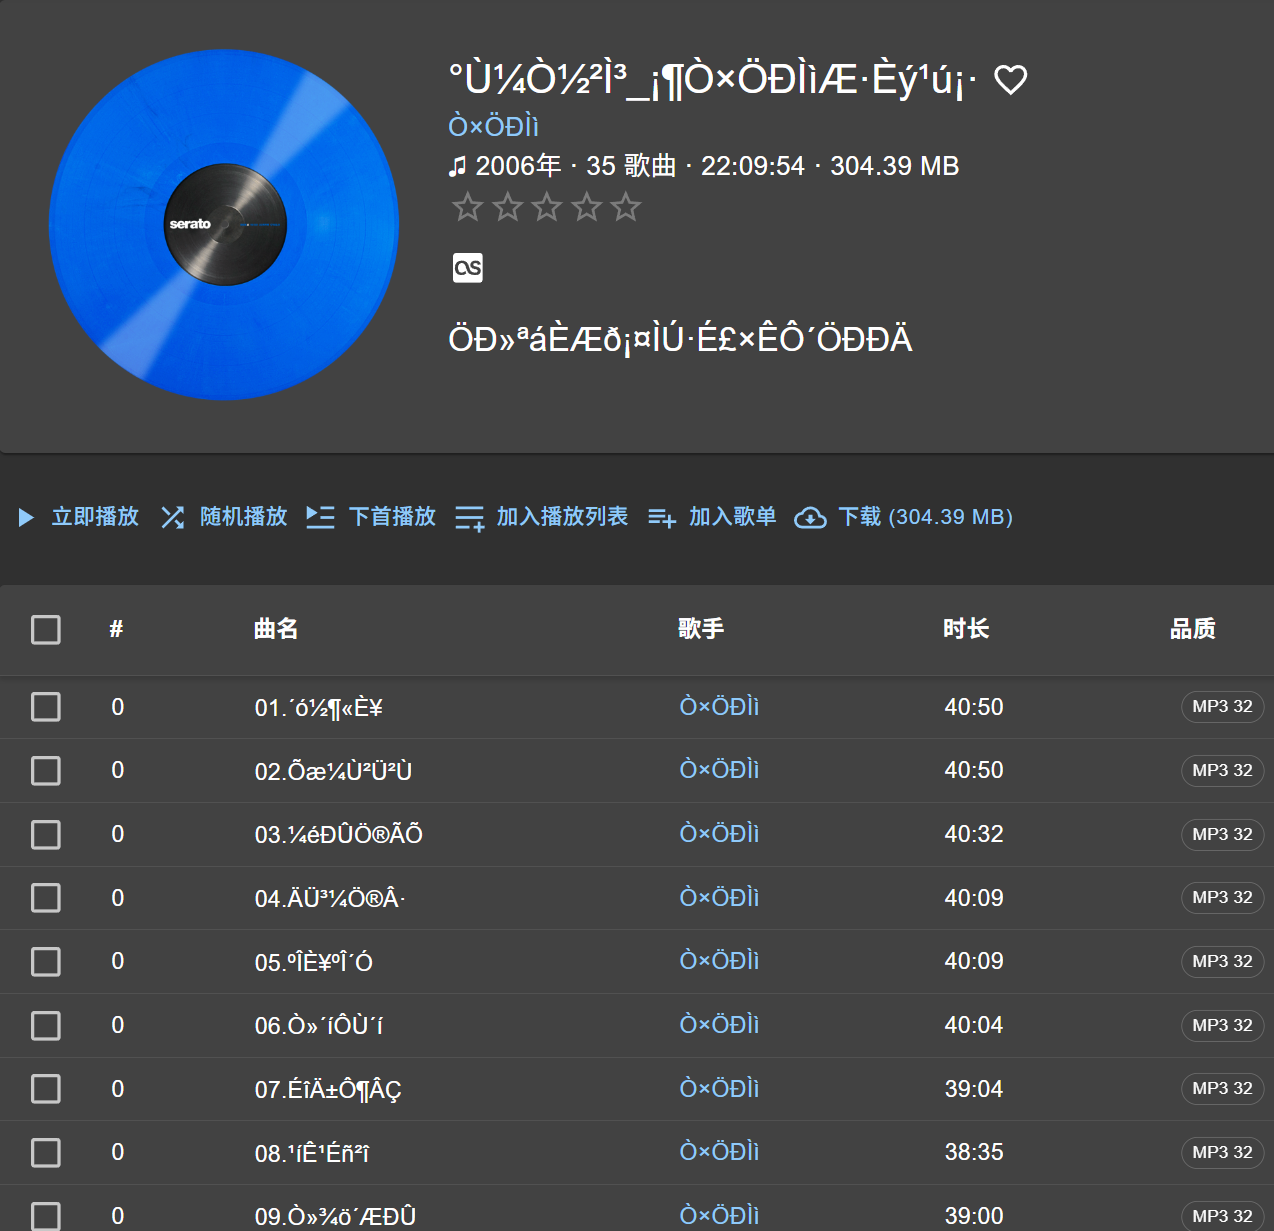 °Ù¼Ò½²Ì³_¡¶Ò×ÖÐÌìÆ·Èý¹ú¡·
Ò×ÖÐÌì
2006年 · 35 歌曲 · 22:09:54 · 304.39 MB
serato
ÖÐ»ªáÈÆð¡¤ÌÚ·É£×ÊÔ´ÖÐÐÄ
立即播放 随机播放 下首播放 加入播放列表 加入歌单 下载 (304.39 MB)
# 曲名 歌手 时长 品质
0 01.´ó½¶«È¥ Ò×ÖÐÌì 40:50 MP3 32
0 02.Õæ¼Ù²Ü²Ù Ò×ÖÐÌì 40:50 MP3 32
0 03.¼éÐÛÖ®ÃÕ Ò×ÖÐÌì 40:32 MP3 32
0 04.ÄÜ³¼Ö®Â· Ò×ÖÐÌì 40:09 MP3 32
0 05.ºÎÈ¥ºÎ´Ó Ò×ÖÐÌì 40:09 MP3 32
0 06.Ò»´íÔÙ´í Ò×ÖÐÌì 40:04 MP3 32
0 07.ÉîÄ±Ô¶ÂÇ Ò×ÖÐÌì 39:04 MP3 32
0 08.¹íÊ¹Éñ²î Ò×ÖÐÌì 38:35 MP3 32
0 09.Ò»¾ö´ÆÐÛ Ò×ÖÐÌì 39:00 MP3 32